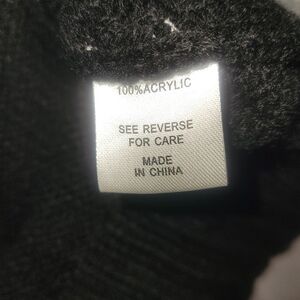 100%ACRYLIC
SEE REVERSE
FOR CARE
MADE
IN CHINA